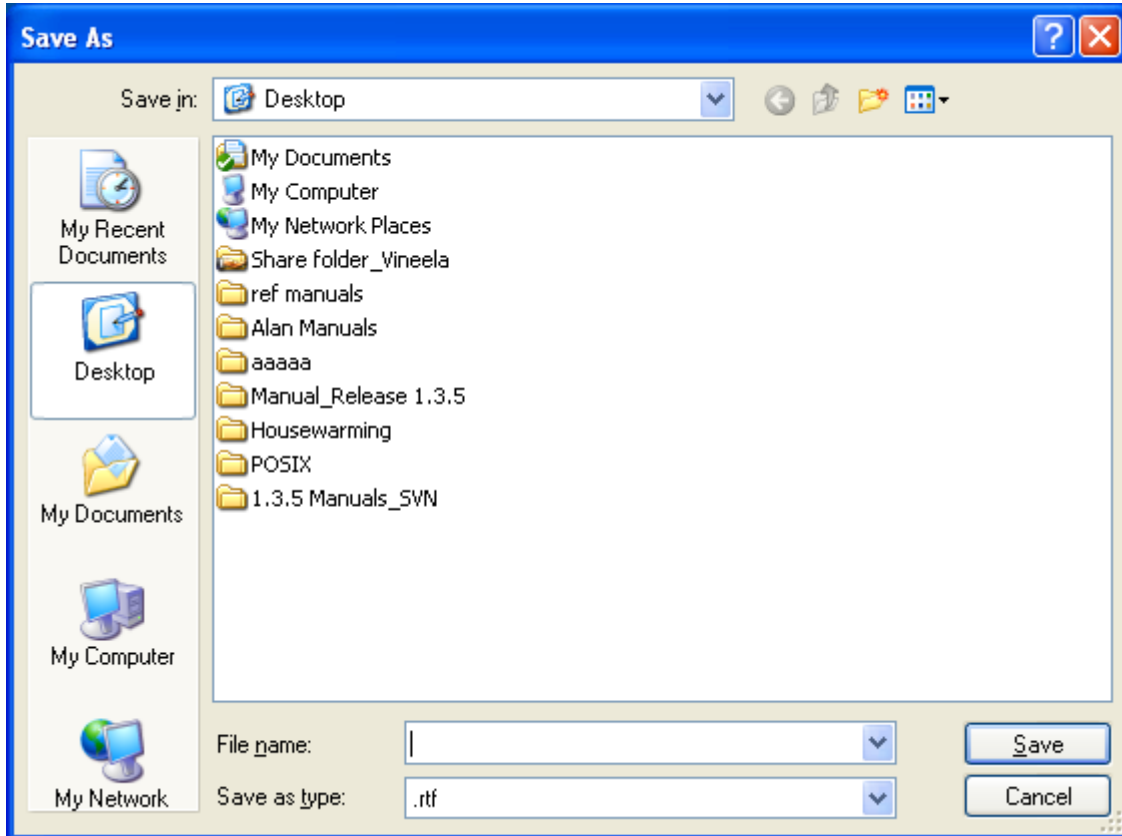 Save As
Save in:
Desktop
My Recent
Documents
Desktop
My Documents
My Computer
My Network
My Documents
My Computer
My Network Places
Share folder_Vineela
ref manuals
Alan Manuals
aaaaa
Manual_Release 1.3.5
Housewarming
POSIX
1.3.5 Manuals_SVN
File name:
Save
Save as type:
.rtf
Cancel